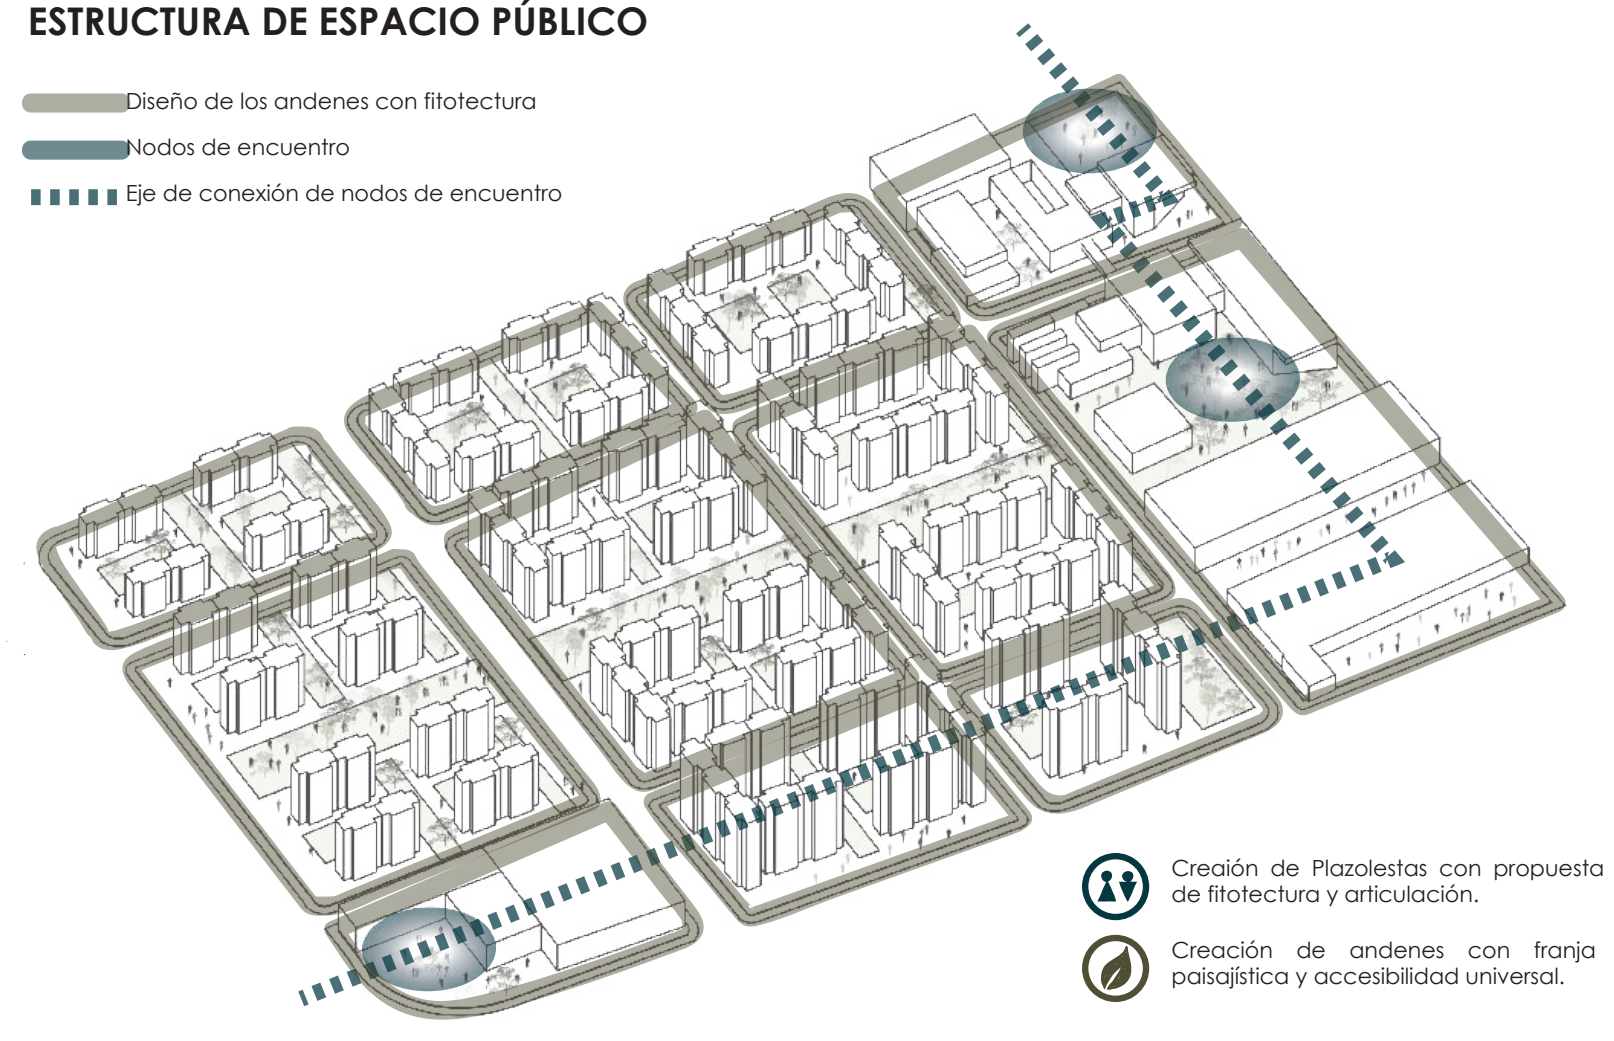 ESTRUCTURA DE ESPACIO PÚBLICO
Diseño de los andenes con fitotectura
Nodos de encuentro
Eje de conexión de nodos de encuentro
Creaión de Plazolestas con propuesta
de fitotectura y articulación.
Creación de andenes con franja
paisajística y accesibilidad universal.